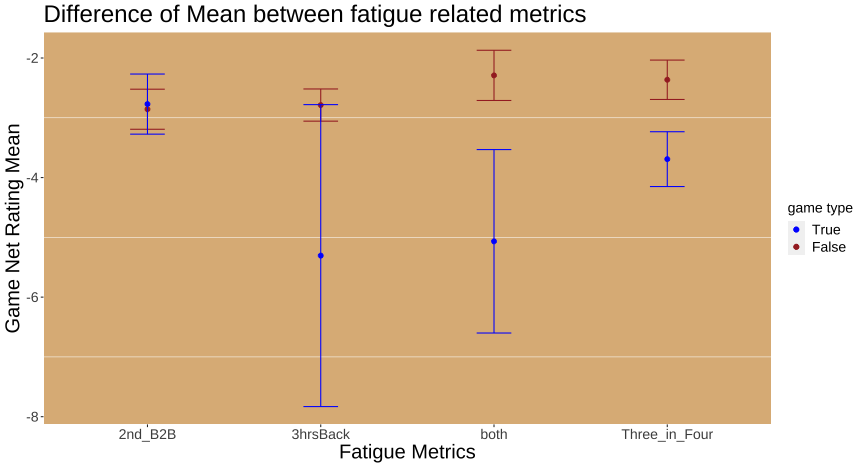 Difference of Mean between fatigue related metrics
Game Net Rating Mean
-2
-4
-6
-8
2nd_B2B
3hrsBack
both
Three_in_Four
Fatigue Metrics
game type
True
False